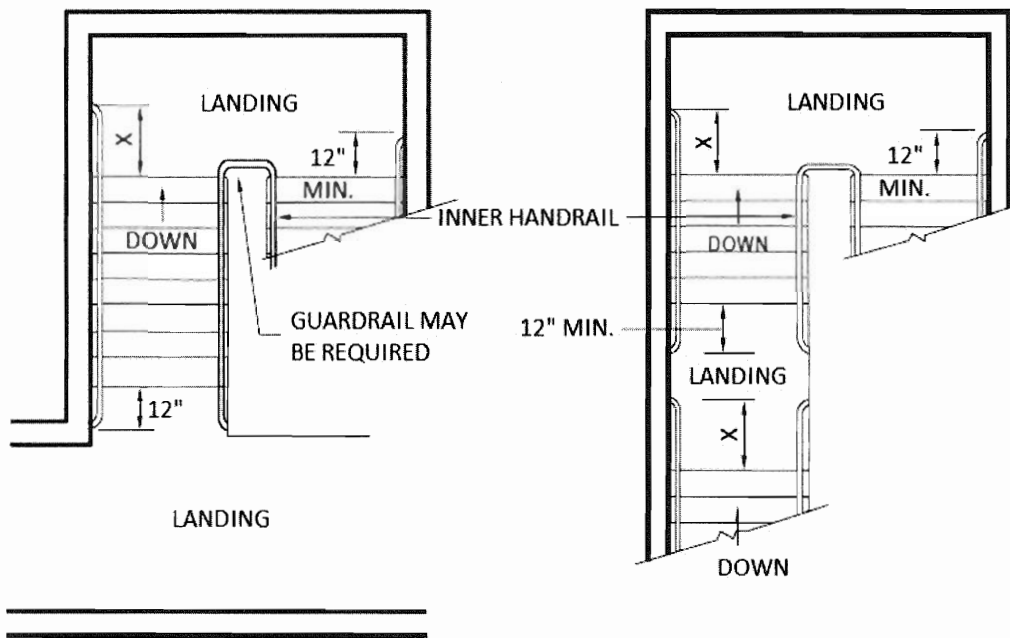 LANDING
X
12"
MIN.
DOWN
INNER HANDRAIL
GUARDRAIL MAY
BE REQUIRED
12"
LANDING
LANDING
X
12"
MIN.
DOWN
12" MIN.
LANDING
X
DOWN